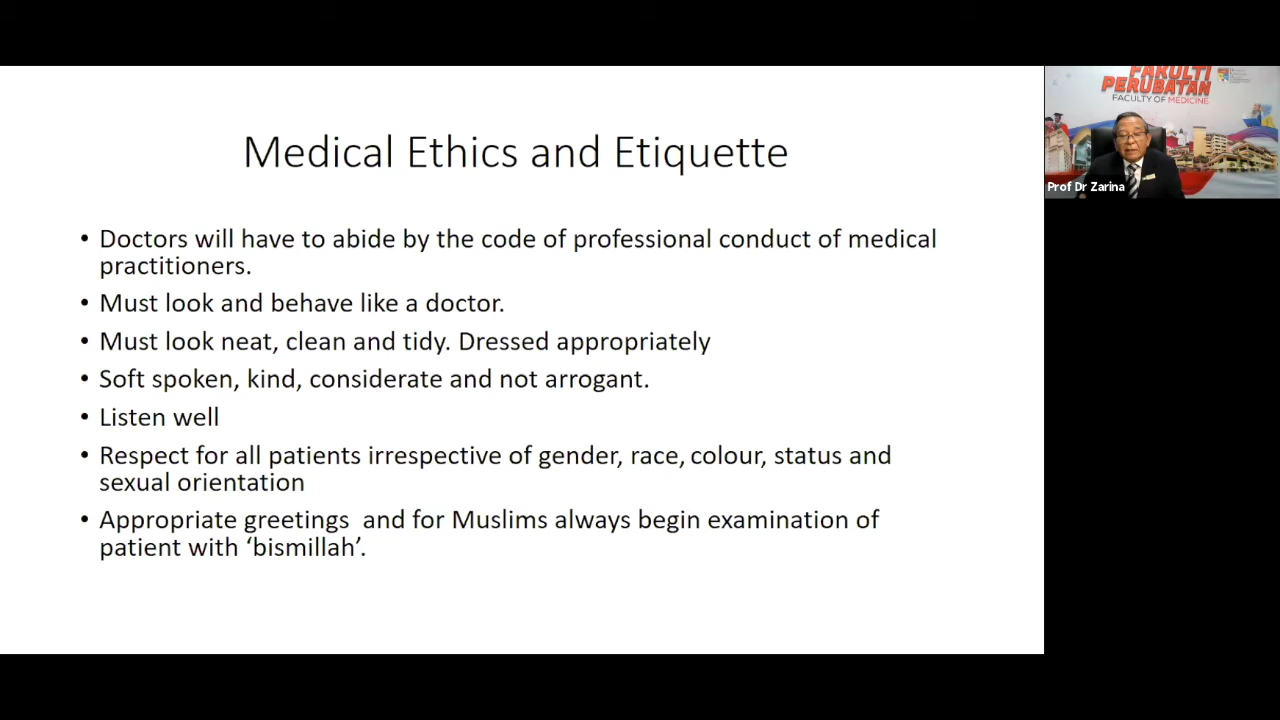 Medical Ethics and Etiquette
• Doctors will have to abide by the code of professional conduct of medical
practitioners.
• Must look and behave like a doctor.
• Must look neat, clean and tidy. Dressed appropriately
• Soft spoken, kind, considerate and not arrogant.
• Listen well
• Respect for all patients irrespective of gender, race, colour, status and
sexual orientation
• Appropriate greetings  and for Muslims always begin examination of
patient with ‘bismillah’.
FAKULTI
PERUBATAN
FACULTY OF MEDICINE
Prof Dr Zarina